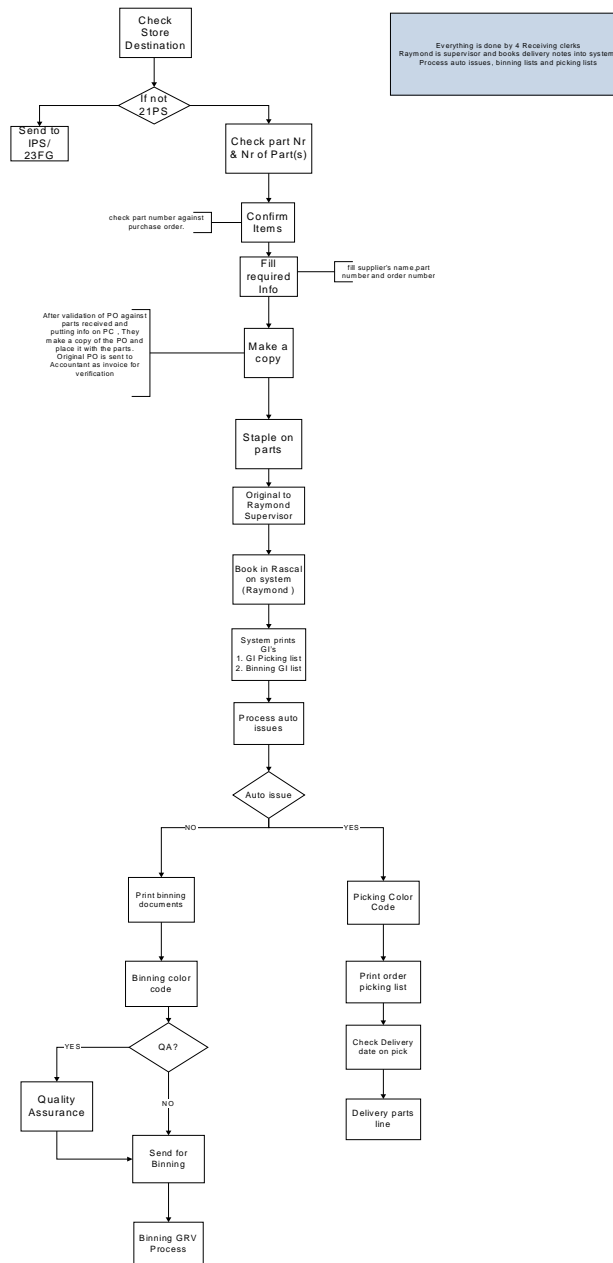 Check
Store
Destination
Everything is done by 4 Receiving clerks
Raymond is supervisor and books delivery notes into system
Process auto issues, binning lists and picking lists
If not
21PS
Send to
IPS/
23FG
Check part Nr
& Nr of Part(s)
check part number against
purchase order.
Confirm
Items
Fill
required
Info
fill supplier's name,part
number and order number
After validation of PO against
parts received and
putting info on PC , They
make a copy of the PO and
place it with the parts.
Original PO is sent to
Accountant as invoice for
verification
Make a
copy
Staple on
parts
Original to
Raymond
Supervisor
Book in Rascal
on system
(Raymond )
System prints
GI's
1. GI Picking list
2. Binning GI list
Process auto
issues
Auto issue
NO
YES
Print binning
documents
Picking Color
Code
Binning color
code
Print order
picking list
QA?
Check Delivery
date on pick
YES
NO
Quality
Assurance
Delivery parts
line
Send for
Binning
Binning GRV
Process